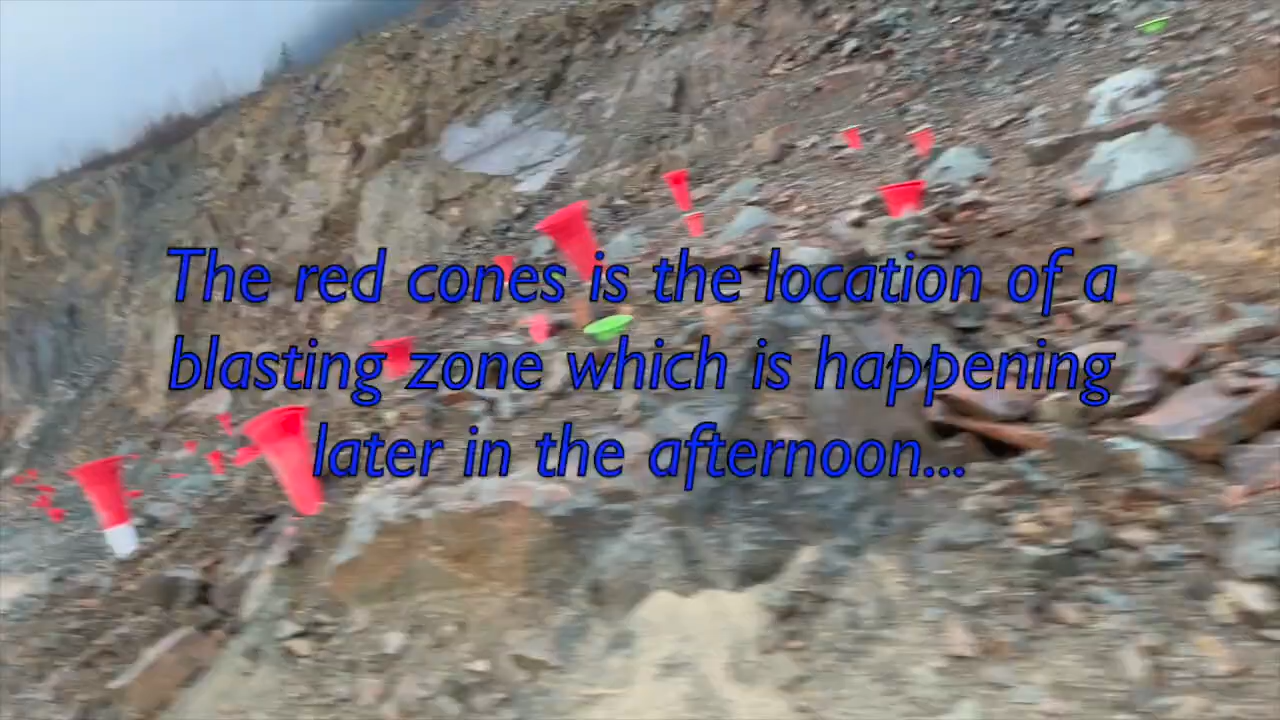 The red cones is the location of a
blasting zone which is happening
later in the afternoon...